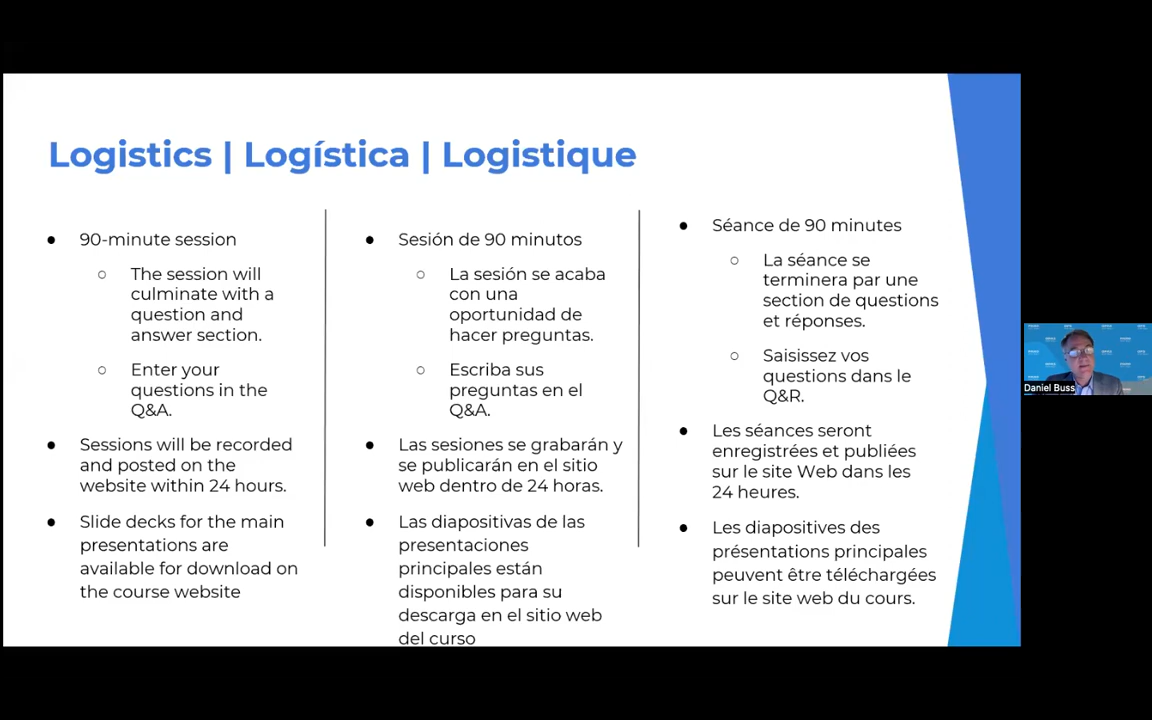 Logistics | Logística | Logistique
● 90-minute session
○ The session will
culminate with a
question and
answer section.
○ Enter your
questions in the
Q&A.
● Sessions will be recorded
and posted on the
website within 24 hours.
● Slide decks for the main
presentations are
available for download on
the course website
● Sesión de 90 minutos
○ La sesión se acaba
con una
oportunidad de
hacer preguntas.
○ Escriba sus
preguntas en el
Q&A.
● Las sesiones se grabarán y
se publicarán en el sitio
web dentro de 24 horas.
● Las diapositivas de las
presentaciones
principales están
disponibles para su
descarga en el sitio web
del curso
● Séance de 90 minutes
○ La séance se
terminera par une
section de questions
et réponses.
○ Saisissez vos
questions dans le
Q&R.
● Les séances seront
enregistrées et publiées
sur le site Web dans les
24 heures.
● Les diapositives des
présentations principales
peuvent être téléchargées
sur le site web du cours.
Daniel Buss